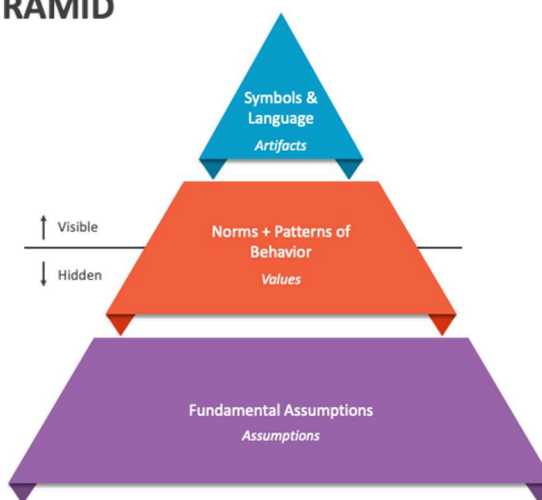 RAMID
Symbols &
Language
Artifacts
Visible
Norms + Patterns of
Behavior
Hidden
Values
Fundamental Assumptions
Assumptions